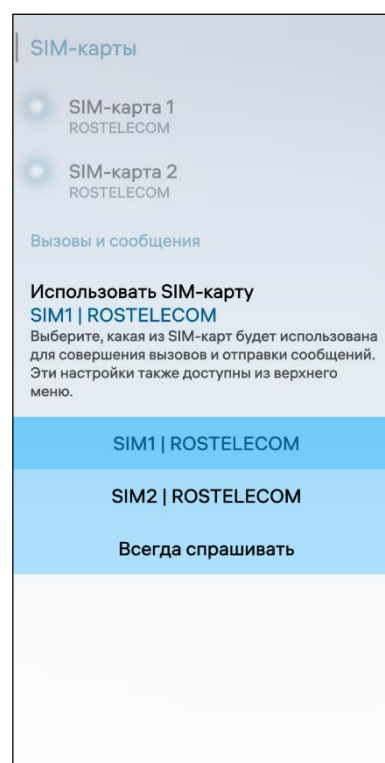 SIM-карты
SIM-карта 1
ROSTELECOM
SIM-карта 2
ROSTELECOM
Вызовы и сообщения
Использовать SIM-карту
SIM1 | ROSTELECOM
Выберите, какая из SIM-карт будет использована
для совершения вызовов и отправки сообщений.
Эти настройки также доступны из верхнего
меню.
SIM1 | ROSTELECOM
SIM2 | ROSTELECOM
Всегда спрашивать